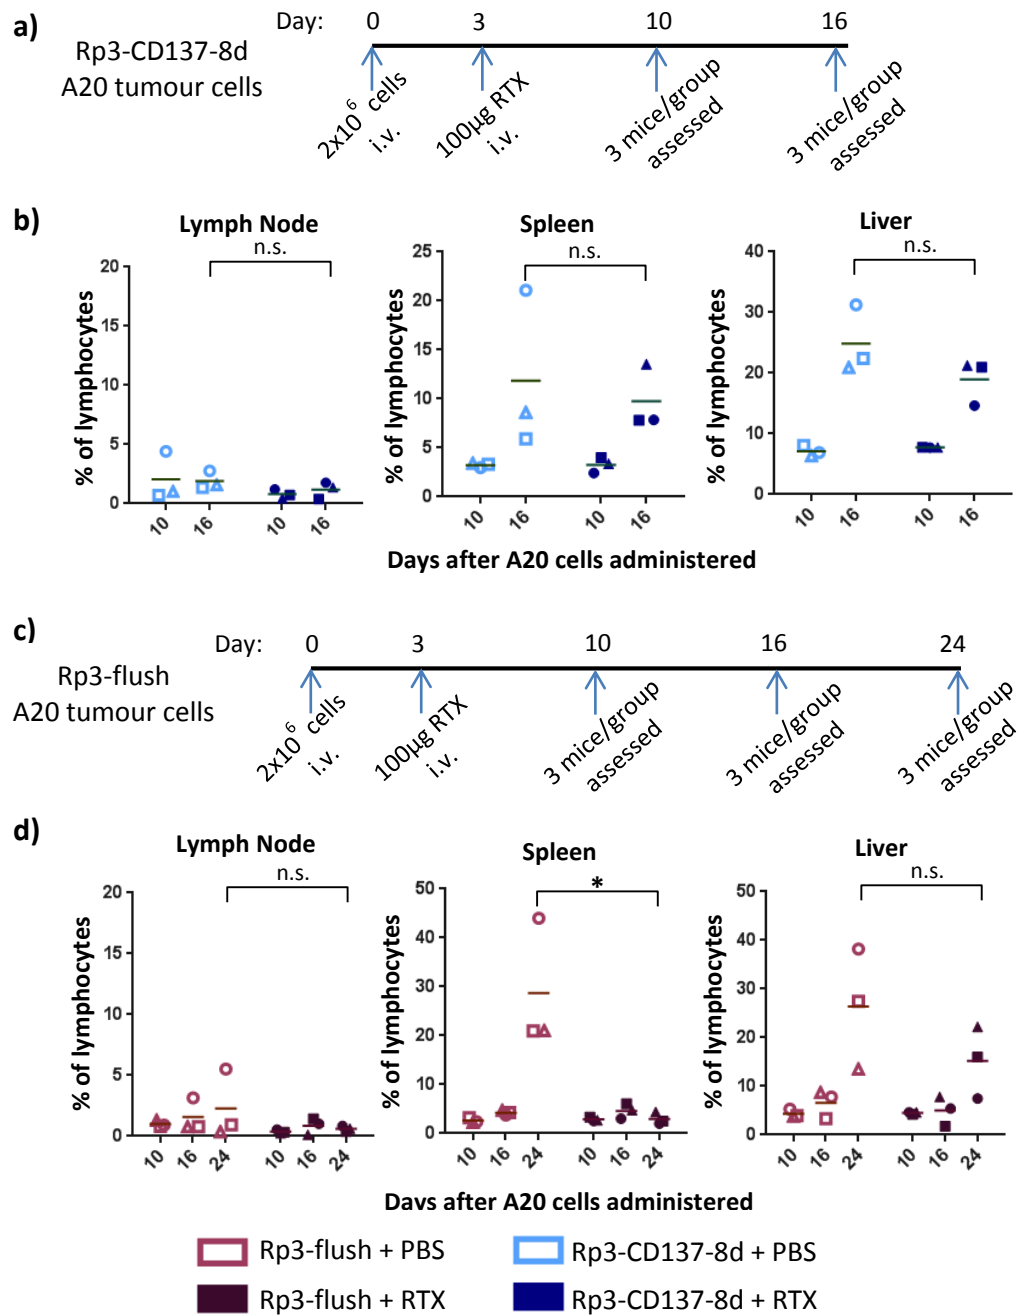 a)
Day: 0 3 10 16
Rp3-CD137-8d
A20 tumour cells
2x10⁶ cells
i.v.
100µg RTX
i.v.
3 mice/group
assessed
3 mice/group
assessed
b)
Lymph Node
Spleen
Liver
n.s.
n.s.
n.s.
% of lymphocytes
20
15
10
5
0
10 16 10 16
% of lymphocytes
25
20
15
10
5
0
10 16 10 16
% of lymphocytes
40
30
20
10
0
10 16 10 16
Days after A20 cells administered
c)
Day: 0 3 10 16 24
Rp3-flush
A20 tumour cells
2x10⁶ cells
i.v.
100µg RTX
i.v.
3 mice/group
assessed
3 mice/group
assessed
3 mice/group
assessed
d)
Lymph Node
Spleen
Liver
n.s.
*
n.s.
% of lymphocytes
20
15
10
5
0
10 16 24 10 16 24
% of lymphocytes
50
40
30
20
10
0
10 16 24 10 16 24
% of lymphocytes
50
40
30
20
10
0
10 16 24 10 16 24
Days after A20 cells administered
Rp3-flush + PBS
Rp3-CD137-8d + PBS
Rp3-flush + RTX
Rp3-CD137-8d + RTX